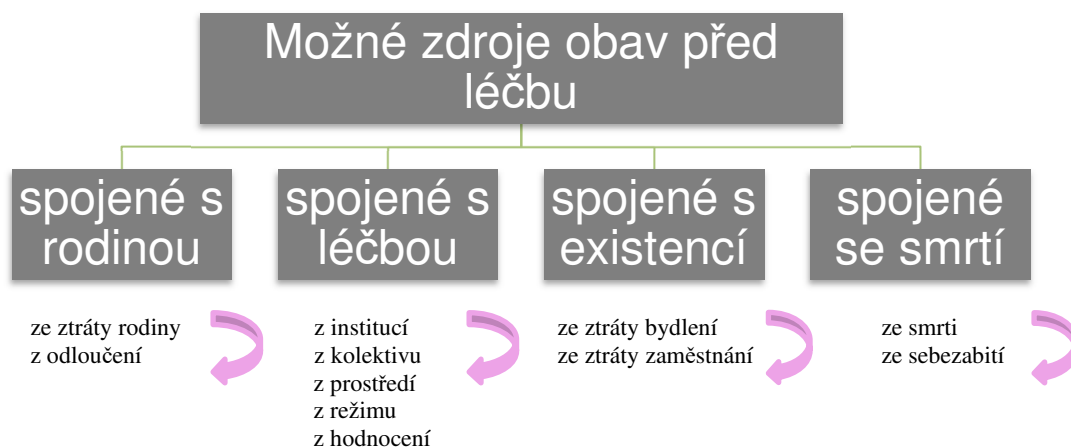 Možné zdroje obav před
léčbu
spojené s
rodinou
spojené s
léčbou
spojené s
existencí
spojené
se smrtí
ze ztráty rodiny
z odloučení
z institucí
z kolektivu
z prostředí
z režimu
z hodnocení
ze ztráty bydlení
ze ztráty zaměstnání
ze smrti
ze sebezabití